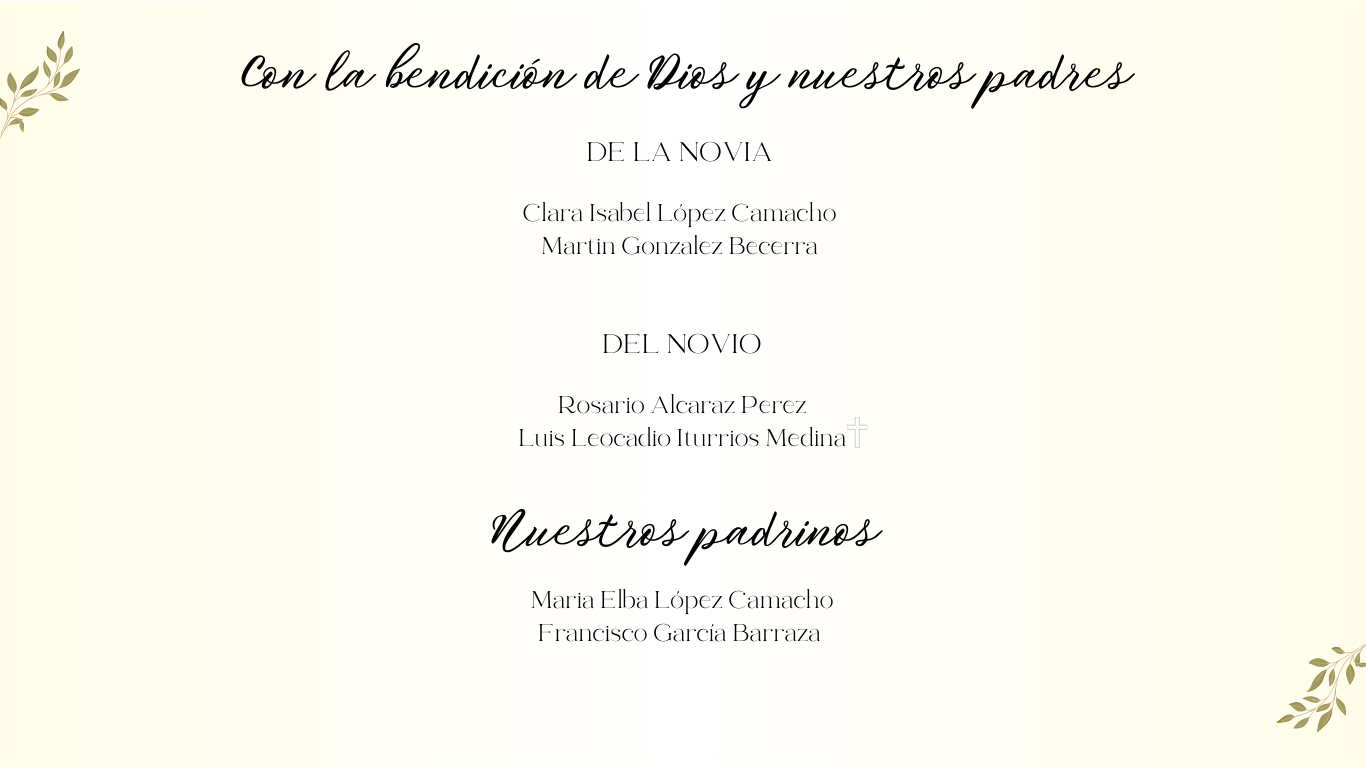 Con la bendición de Dios y nuestros padres
DE LA NOVIA
Clara Isabel López Camacho
Martin Gonzalez Becerra
DEL NOVIO
Rosario Alcaraz Perez
Luis Leocadio Iturrios Medina
Nuestros padrinos
Maria Elba López Camacho
Francisco García Barraza